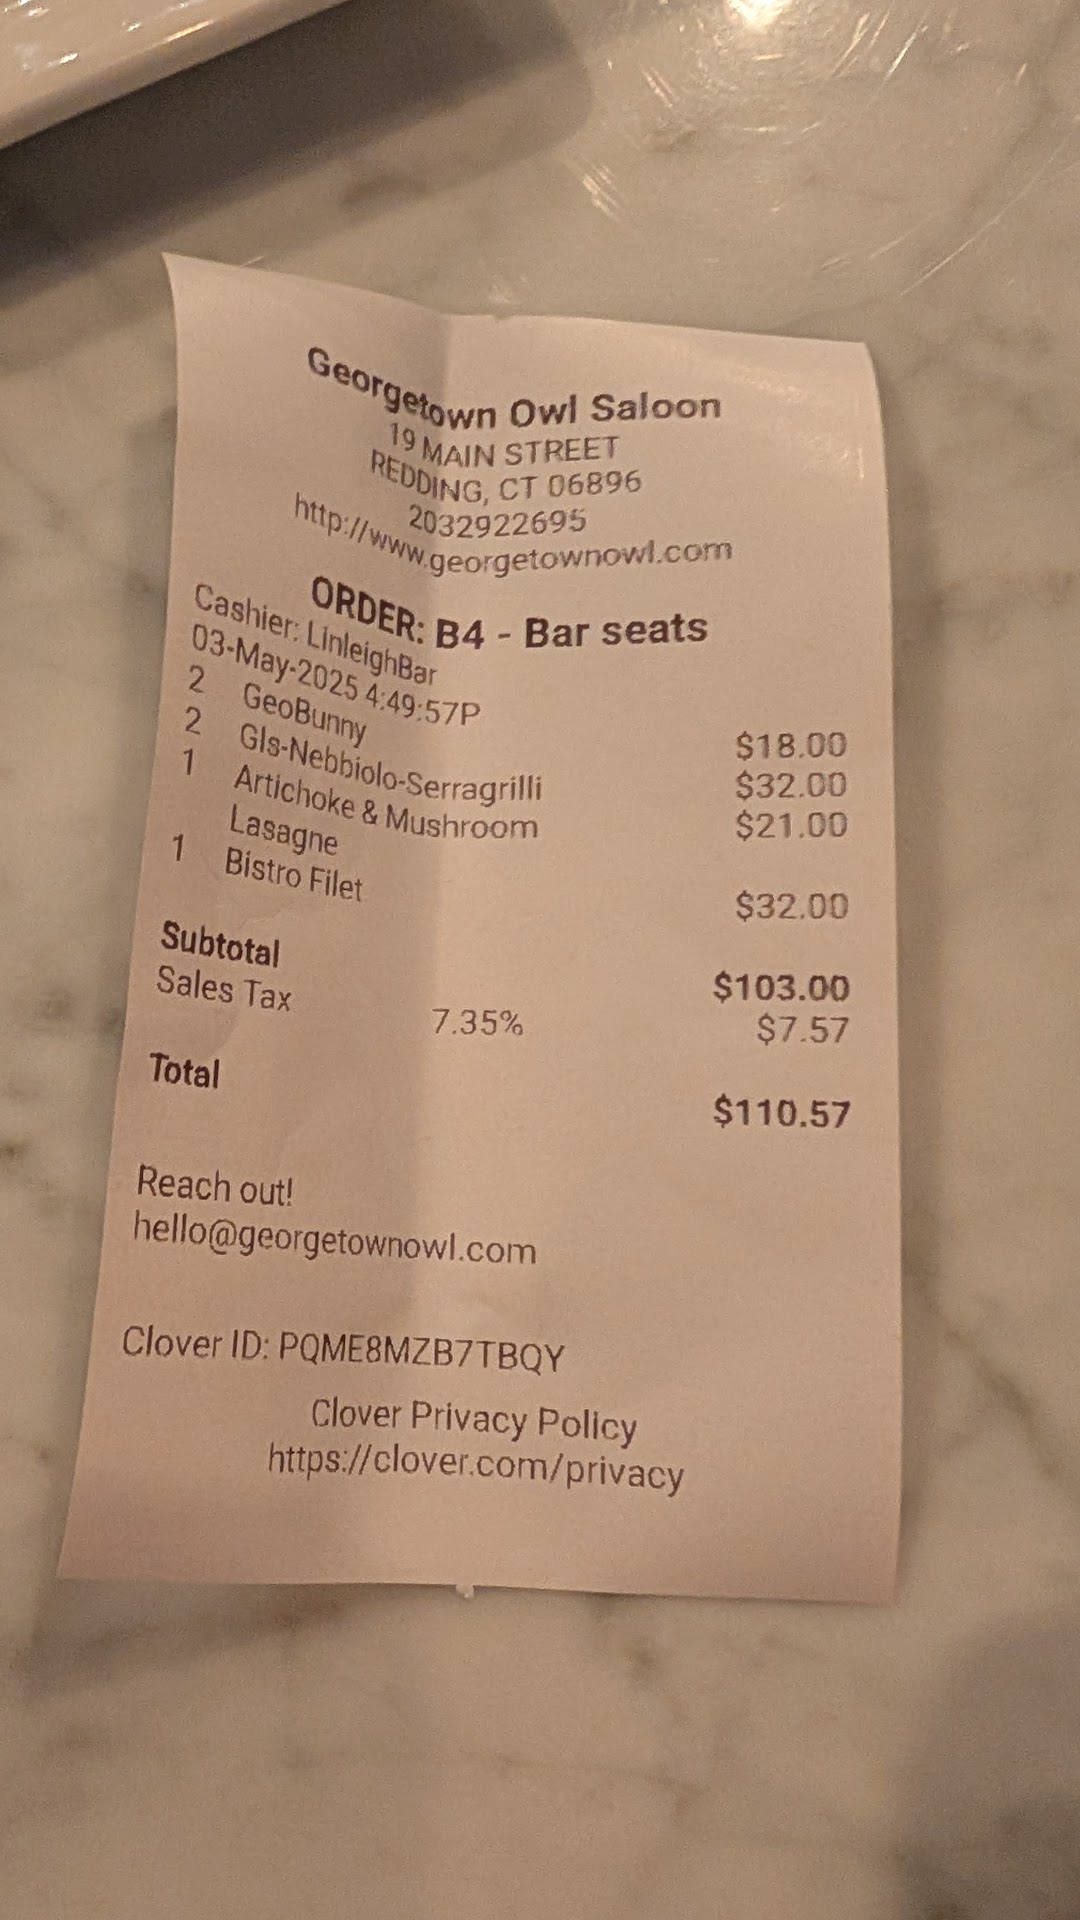 Georgetown Owl Saloon
19 MAIN STREET
REDDING, CT 06896
2032922695
http://www.georgetownowl.com
ORDER: B4 - Bar seats
Cashier: LinleighBar
03-May-2025 4:49:57P
2 GeoBunny $18.00
2 Gls-Nebbiolo-Serragrilli $32.00
1 Artichoke & Mushroom $21.00
Lasagne
1 Bistro Filet $32.00
Subtotal $103.00
Sales Tax 7.35% $7.57
Total $110.57
Reach out!
hello@georgetownowl.com
Clover ID: PQME8MZB7TBQY
Clover Privacy Policy
https://clover.com/privacy